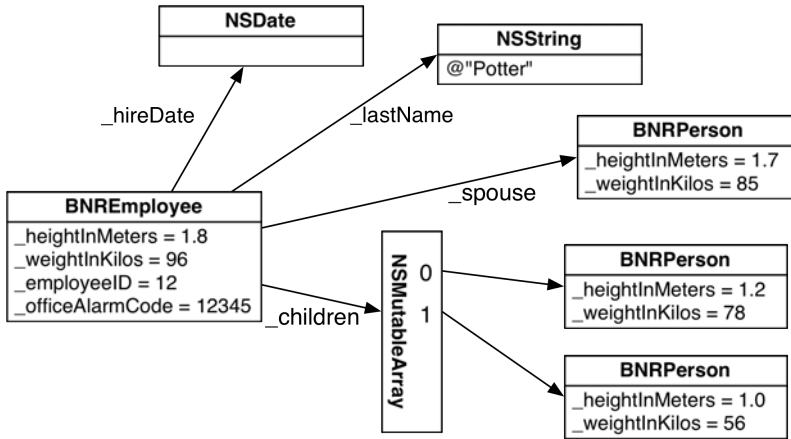 NSDate
NSString
@"Potter"
_hireDate
_lastName
BNRPerson
_heightInMeters = 1.7
_weightInKilos = 85
_spouse
BNREmployee
_heightInMeters = 1.8
_weightInKilos = 96
_employeeID = 12
_officeAlarmCode = 12345
_children
NSMutableArray
0
1
BNRPerson
_heightInMeters = 1.2
_weightInKilos = 78
BNRPerson
_heightInMeters = 1.0
_weightInKilos = 56